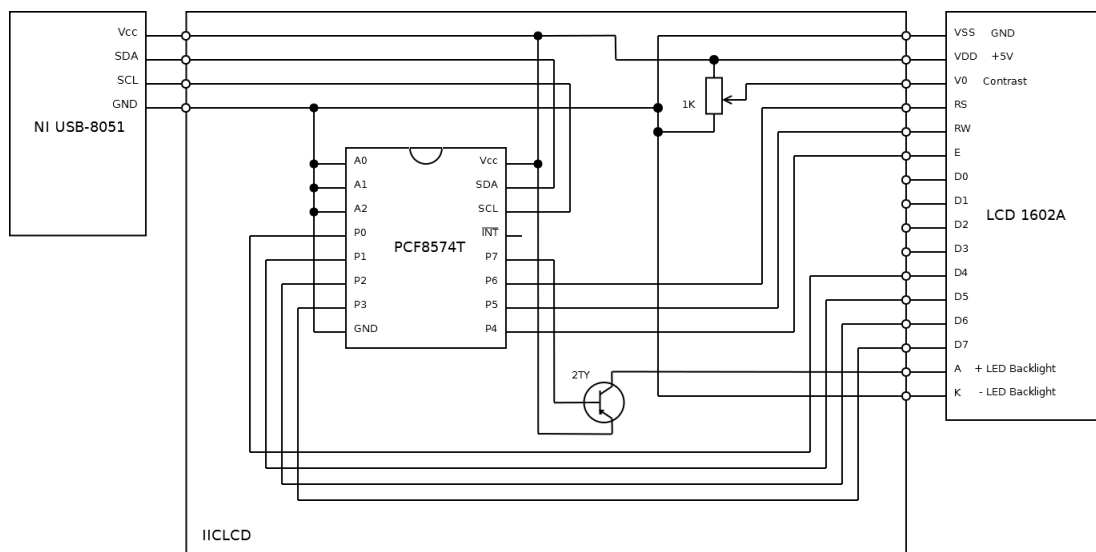 Vcc
SDA
SCL
GND
NI USB-8051
VSS GND
VDD +5V
V0 Contrast
RS
RW
E
D0
D1
D2
D3
D4
D5
D6
D7
A + LED Backlight
K - LED Backlight
LCD 1602A
1K
A0
A1
A2
P0
P1
P2
P3
GND
PCF8574T
Vcc
SDA
SCL
INT
P7
P6
P5
P4
2TY
IICLCD